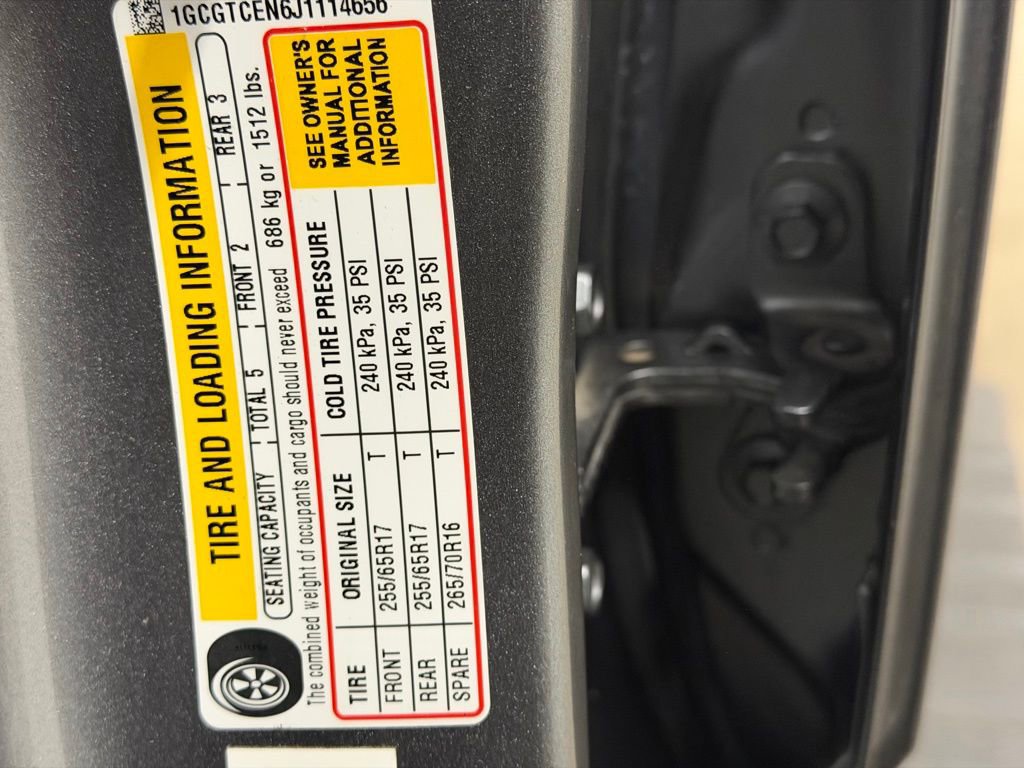 1GCGTCEN6J1114656
TIRE AND LOADING INFORMATION
SEATING CAPACITY TOTAL 5 FRONT 2 REAR 3
The combined weight of occupants and cargo should never exceed 686 kg or 1512 lbs.
TIRE ORIGINAL SIZE COLD TIRE PRESSURE
FRONT 255/65R17 T 240 kPa, 35 PSI
REAR 255/65R17 T 240 kPa, 35 PSI
SPARE 265/70R16 T 240 kPa, 35 PSI
SEE OWNER'S
MANUAL FOR
ADDITIONAL
INFORMATION